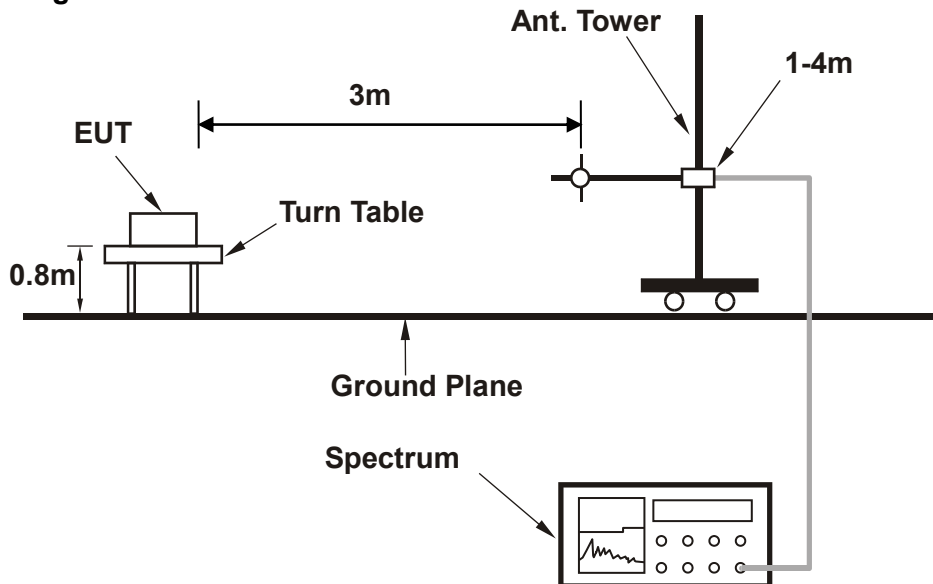 Ant. Tower
1-4m
3m
EUT
Turn Table
0.8m
Ground Plane
Spectrum